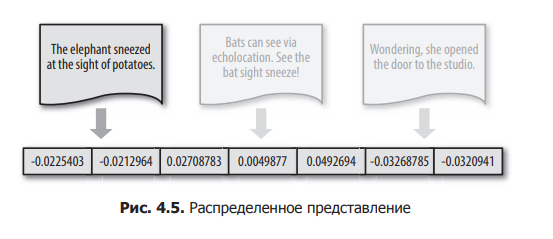 The elephant sneezed
at the sight of potatoes.
Bats can see via
echolocation. See the
bat sight sneeze!
Wondering, she opened
the door to the studio.
-0.0225403 -0.0212964 0.02708783 0.0049877 0.0492694 -0.03268785 -0.0320941
Рис. 4.5. Распределенное представление